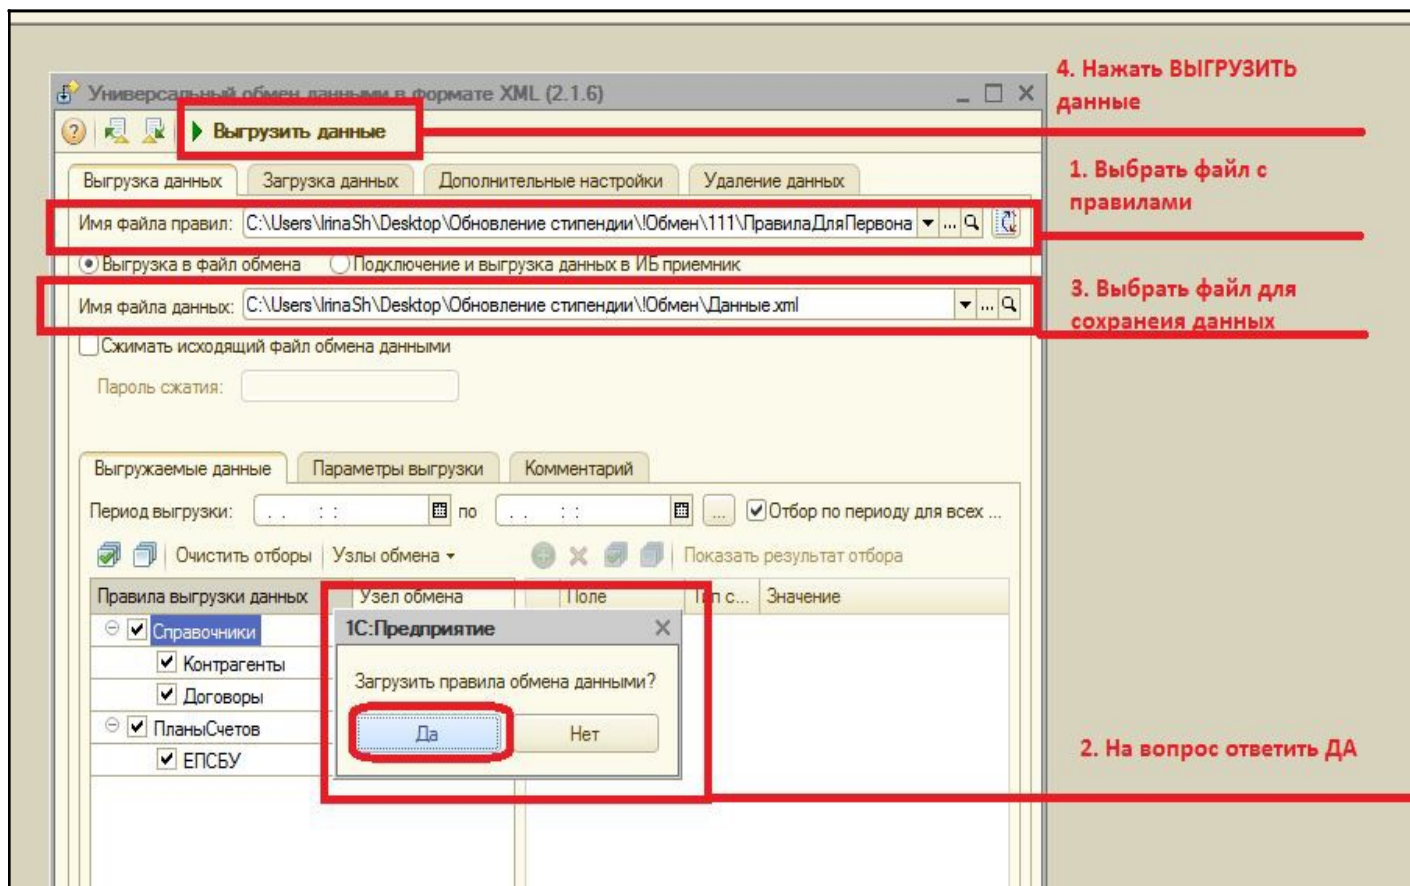 4. Нажать ВЫГРУЗИТЬ
данные
Универсальный обмен данными в формате XML (2.1.6)
Выгрузить данные
1. Выбрать файл с
правилами
Выгрузка данных Загрузка данных Дополнительные настройки Удаление данных
Имя файла правил: C:\Users\IrinaSh\Desktop\Обновление стипендии\!Обмен\111\ПравилаДляПервона ...
Выгрузка в файл обмена Подключение и выгрузка данных в ИБ приемник
3. Выбрать файл для
сохранеия данных
Имя файла данных: C:\Users\IrinaSh\Desktop\Обновление стипендии\!Обмен\Данные.xml ...
Сжимать исходящий файл обмена данными
Пароль сжатия:
Выгружаемые данные Параметры выгрузки Комментарий
Период выгрузки: . . : : по . . : : ... Отбор по периоду для всех ...
Очистить отборы Узлы обмена Показать результат отбора
Правила выгрузки данных Узел обмена Поле Тип с... Значение
Справочники
1С:Предприятие
Контрагенты
Загрузить правила обмена данными?
Договоры
ПланыСчетов
Да Нет
ЕПСБУ
2. На вопрос ответить ДА